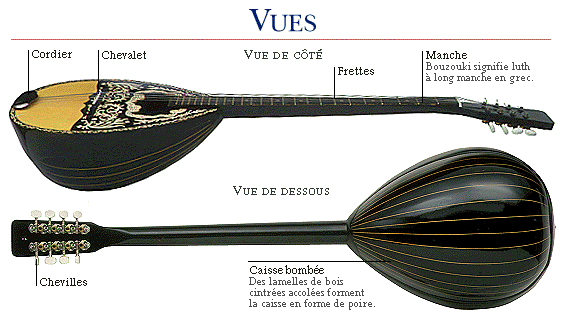 VUES
Cordier
Chevalet
VUE DE CÔTÉ
Frettes
Manche
Bouzouki signifie luth
à long manche en grec.
VUE DE DESSOUS
Chevilles
Caisse bombée
Des lamelles de bois
cintrées accolées forment
la caisse en forme de poire.